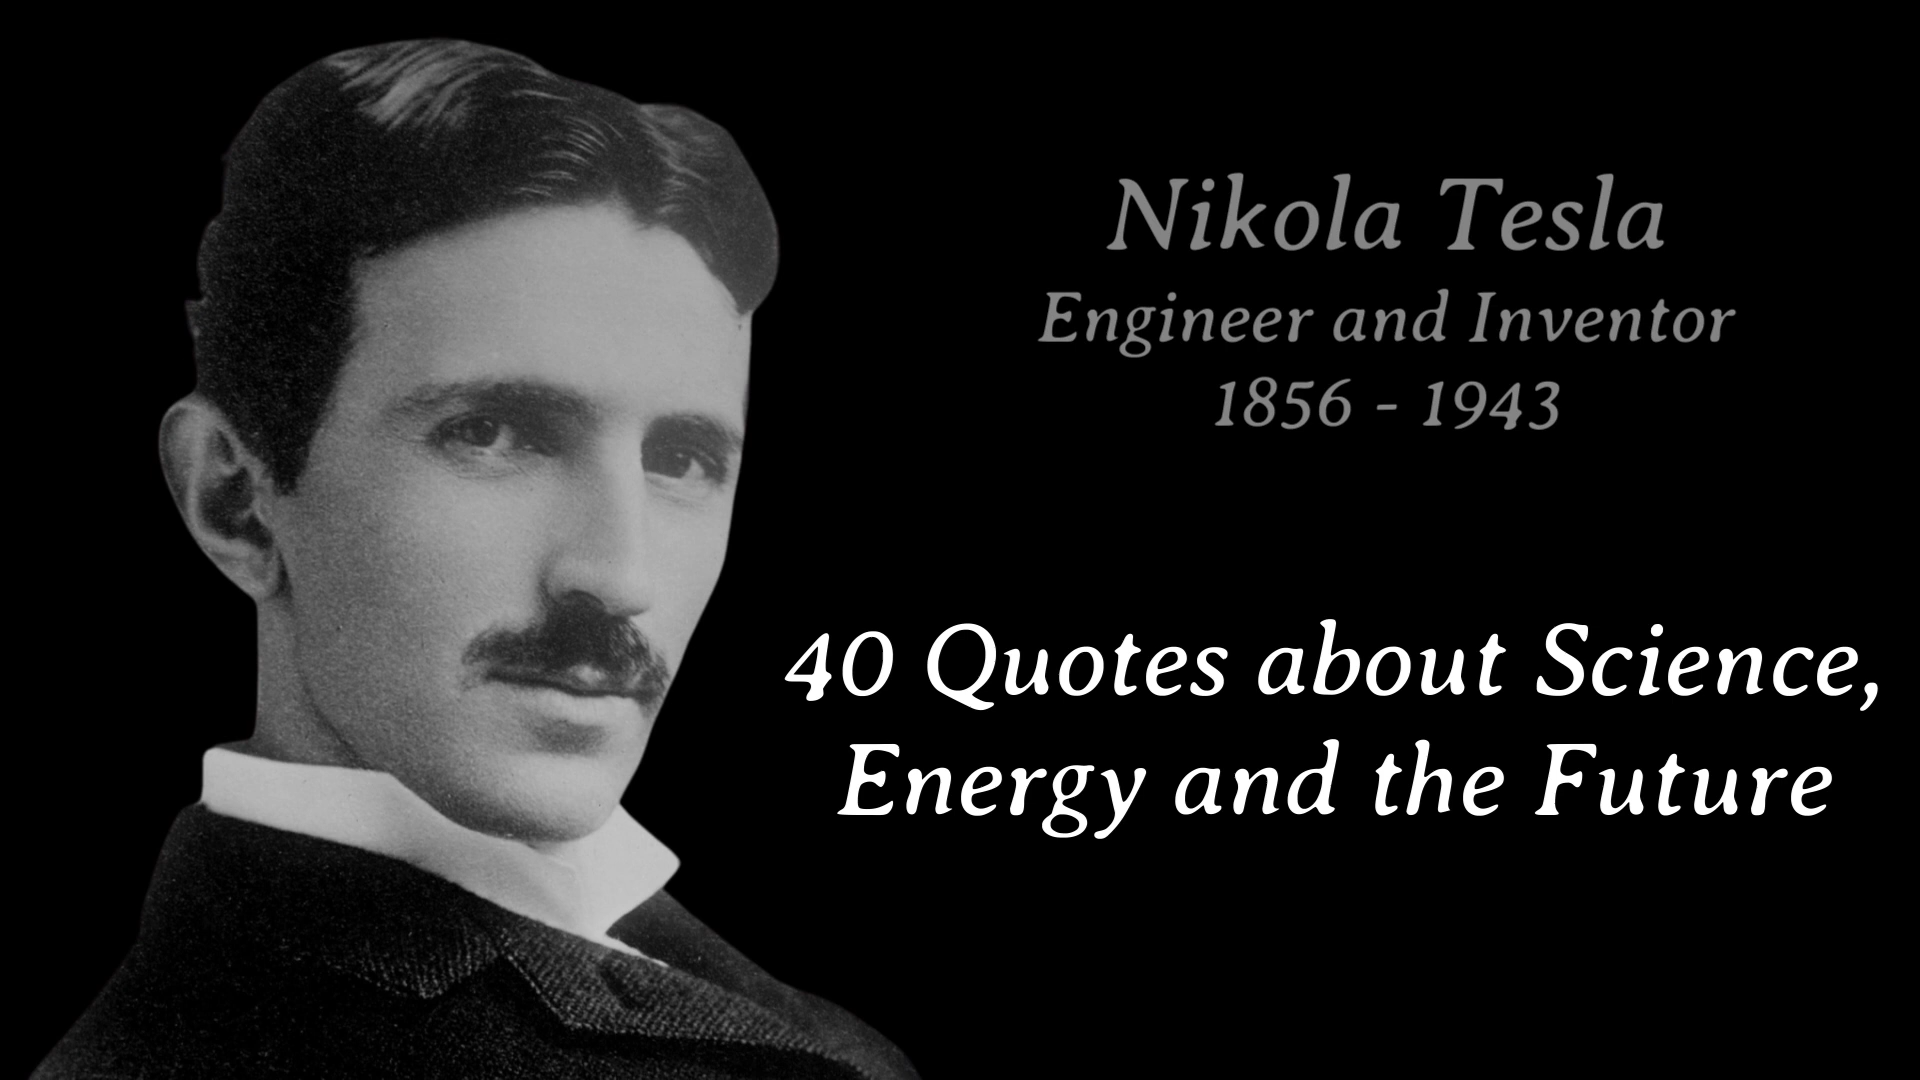 Nikola Tesla
Engineer and Inventor
1856 - 1943
40 Quotes about Science,
Energy and the Future